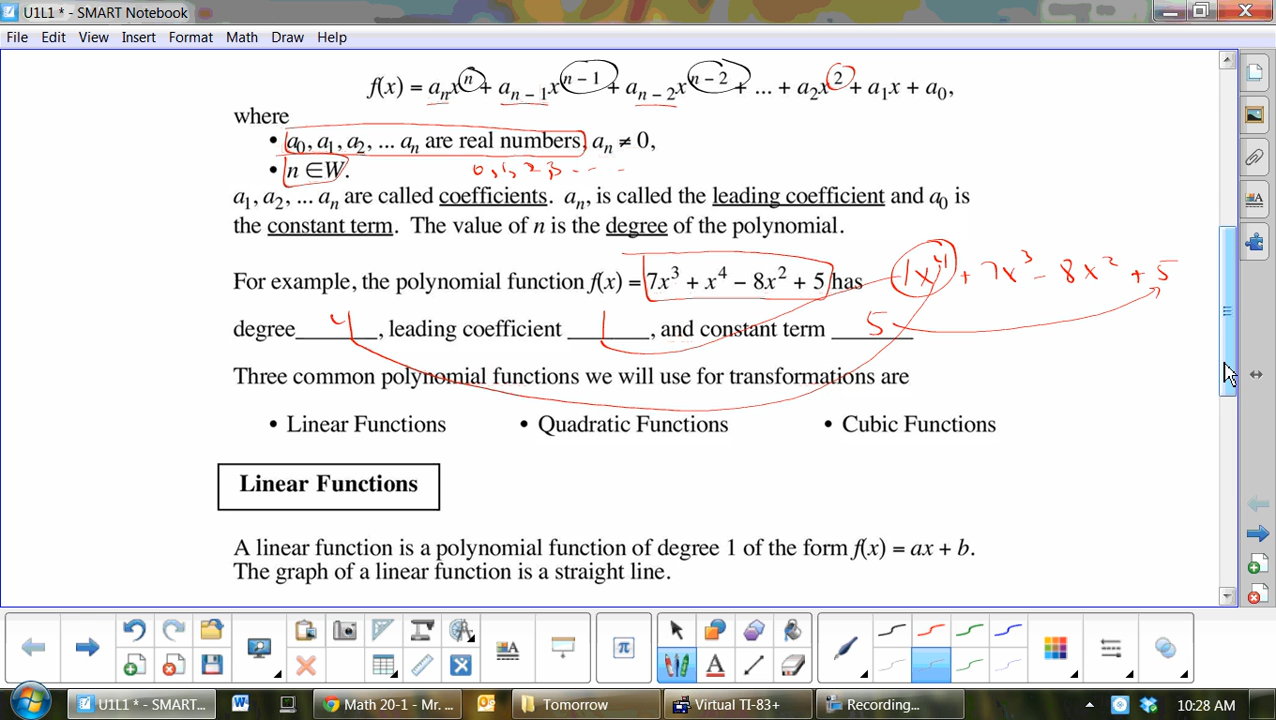 U1L1 * - SMART Notebook
File Edit View Insert Format Math Draw Help
f(x) = aₙxⁿ + aₙ₋₁xⁿ⁻¹ + aₙ₋₂xⁿ⁻² + ... + a₂x² + a₁x + a₀,
where
• a₀, a₁, a₂, ... aₙ are real numbers, aₙ ≠ 0,
• n ∈W. 0, 1, 2, 3, ...
a₁, a₂, ... aₙ are called coefficients. aₙ, is called the leading coefficient and a₀ is
the constant term. The value of n is the degree of the polynomial.
For example, the polynomial function f(x) = 7x³ + x⁴ − 8x² + 5 has 1x⁴ + 7x³ − 8x² + 5
degree 4, leading coefficient 1, and constant term 5
Three common polynomial functions we will use for transformations are
• Linear Functions • Quadratic Functions • Cubic Functions
Linear Functions
A linear function is a polynomial function of degree 1 of the form f(x) = ax + b.
The graph of a linear function is a straight line.
π A
U1L1 * - SMART... Math 20-1 - Mr. ... Tomorrow Virtual TI-83+ Recording... 10:28 AM